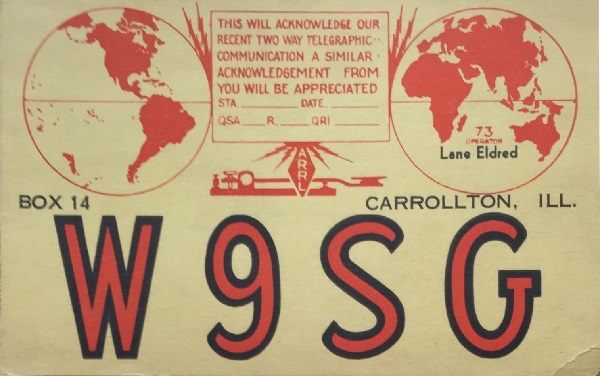 THIS WILL ACKNOWLEDGE OUR
RECENT TWO WAY TELEGRAPHIC··
COMMUNICATION A SIMILAR·
ACKNOWLEDGEMENT FROM
YOU WILL BE APPRECIATED
STA. DATE.
QSA R. QRI
ARRL
73
OPERATOR
Lane Eldred
BOX 14
CARROLLTON, ILL.
W9SG